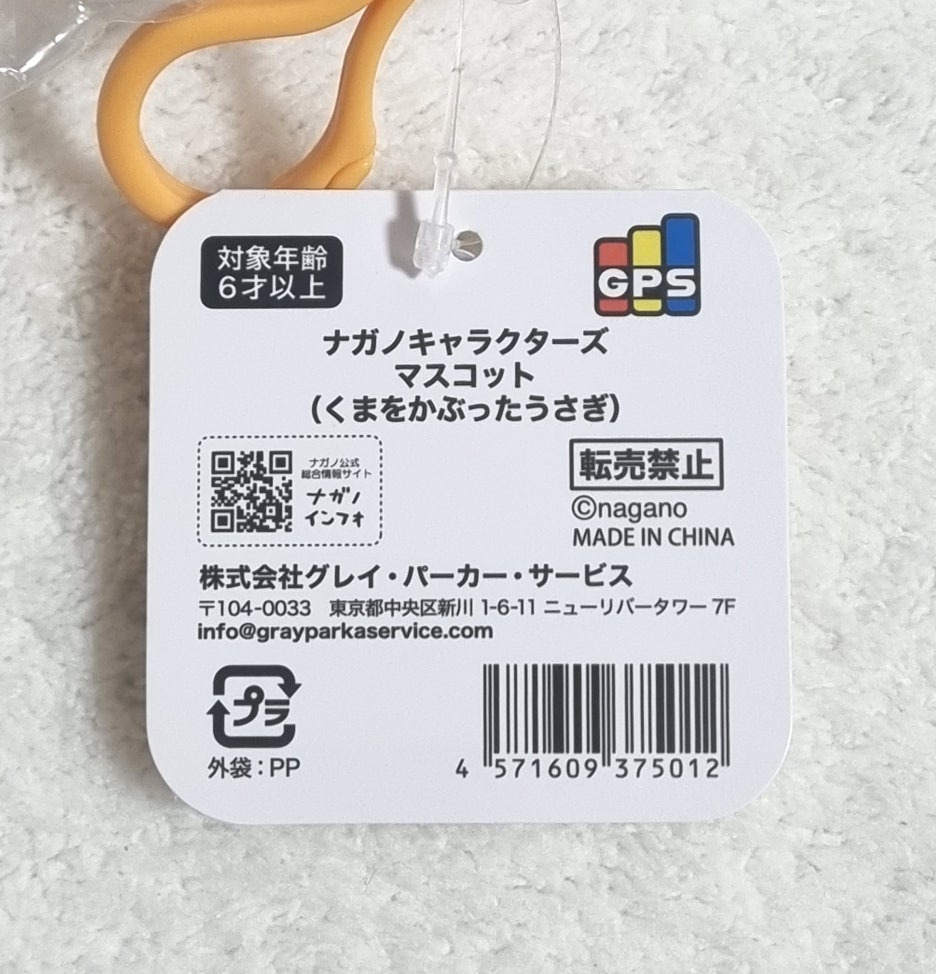 対象年齢
6才以上
GPS
ナガノキャラクターズ
マスコット
（くまをかぶったうさぎ）
ナガノ公式
総合情報サイト
ナガノ
インフォ
転売禁止
©nagano
MADE IN CHINA
株式会社グレイ・パーカー・サービス
〒104-0033 東京都中央区新川 1-6-11 ニューリバータワー 7F
info@grayparkaservice.com
プラ
外袋：PP
4 571609 375012